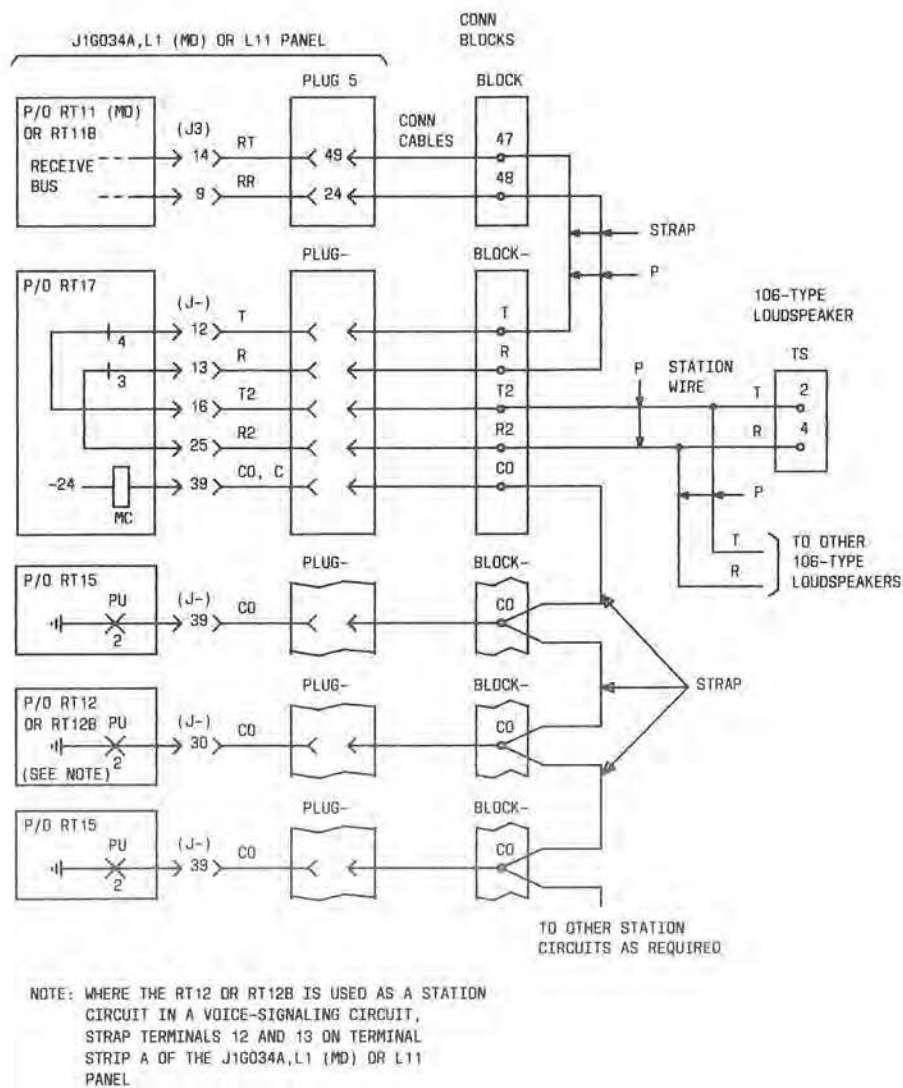 CONN
BLOCKS
J1G034A,L1 (MD) OR L11 PANEL
PLUG 5
BLOCK
P/O RT11 (MD)
OR RT11B
RECEIVE
BUS
(J3)
14
RT
49
CONN
CABLES
47
9
RR
24
48
STRAP
P
P/O RT17
PLUG-
BLOCK-
106-TYPE
LOUDSPEAKER
(J-)
4
12
T
T
3
13
R
R
P
STATION
WIRE
TS
16
T2
T2
T
2
25
R2
R2
R
4
-24
MC
39
CO, C
CO
P
T
R
TO OTHER
106-TYPE
LOUDSPEAKERS
P/O RT15
PLUG-
BLOCK-
PU
2
(J-)
39
CO
CO
STRAP
P/O RT12
OR RT12B
PLUG-
BLOCK-
PU
2
(SEE NOTE)
(J-)
30
CO
CO
P/O RT15
PLUG-
BLOCK-
PU
2
(J-)
39
CO
CO
TO OTHER STATION
CIRCUITS AS REQUIRED
NOTE: WHERE THE RT12 OR RT12B IS USED AS A STATION
CIRCUIT IN A VOICE-SIGNALING CIRCUIT,
STRAP TERMINALS 12 AND 13 ON TERMINAL
STRIP A OF THE J1G034A,L1 (MD) OR L11
PANEL